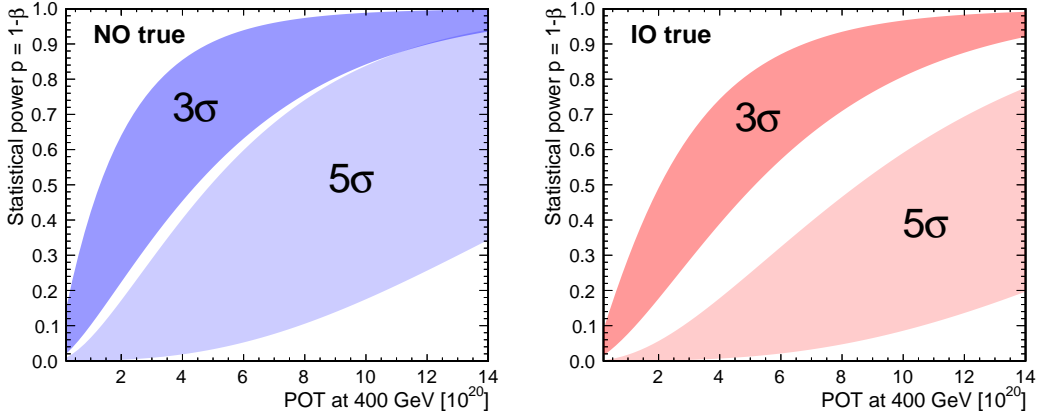 Statistical power p = 1-β
1.0
0.9
0.8
0.7
0.6
0.5
0.4
0.3
0.2
0.1
0.0
NO true
3σ
5σ
2 4 6 8 10 12 14
POT at 400 GeV [10²⁰]
Statistical power p = 1-β
1.0
0.9
0.8
0.7
0.6
0.5
0.4
0.3
0.2
0.1
0.0
IO true
3σ
5σ
2 4 6 8 10 12 14
POT at 400 GeV [10²⁰]